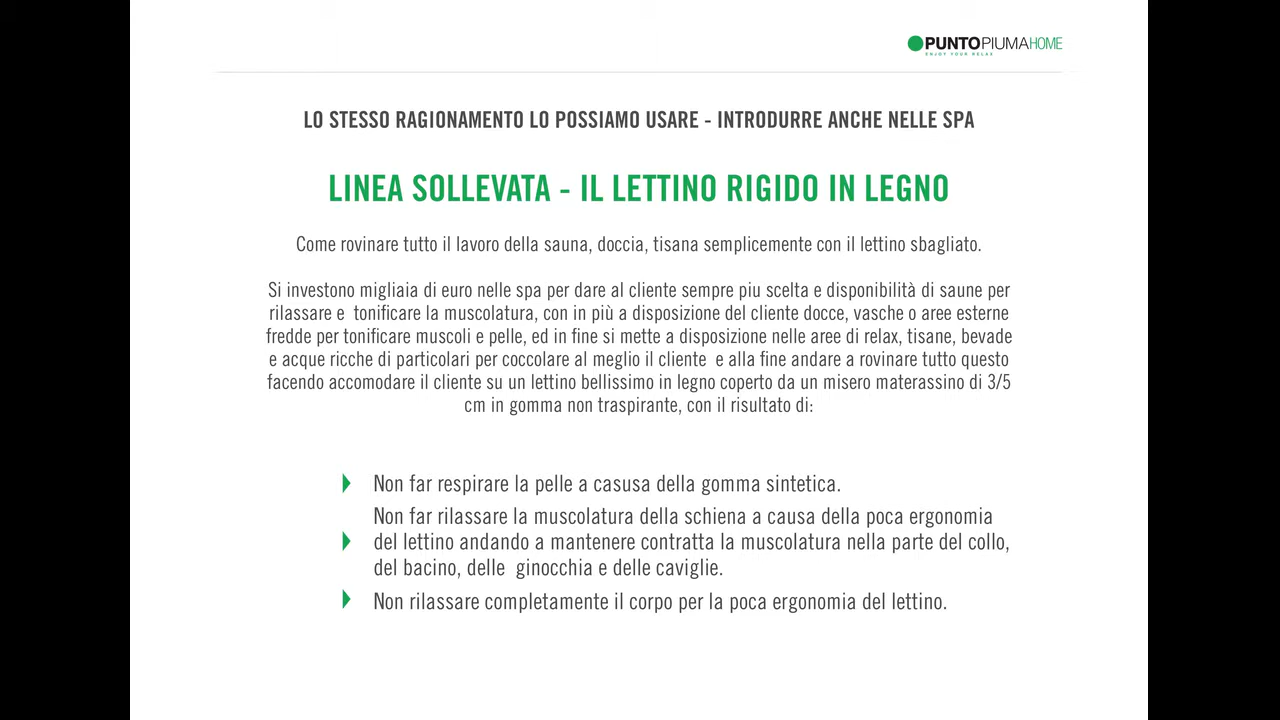 PUNTOPIUMAHOME
ENJOY YOUR RELAX
LO STESSO RAGIONAMENTO LO POSSIAMO USARE - INTRODURRE ANCHE NELLE SPA
LINEA SOLLEVATA - IL LETTINO RIGIDO IN LEGNO
Come rovinare tutto il lavoro della sauna, doccia, tisana semplicemente con il lettino sbagliato.
Si investono migliaia di euro nelle spa per dare al cliente sempre piu scelta e disponibilità di saune per
rilassare e  tonificare la muscolatura, con in più a disposizione del cliente docce, vasche o aree esterne
fredde per tonificare muscoli e pelle, ed in fine si mette a disposizione nelle aree di relax, tisane, bevade
e acque ricche di particolari per coccolare al meglio il cliente  e alla fine andare a rovinare tutto questo
facendo accomodare il cliente su un lettino bellissimo in legno coperto da un misero materassino di 3/5
cm in gomma non traspirante, con il risultato di:
Non far respirare la pelle a casusa della gomma sintetica.
Non far rilassare la muscolatura della schiena a causa della poca ergonomia
del lettino andando a mantenere contratta la muscolatura nella parte del collo,
del bacino, delle  ginocchia e delle caviglie.
Non rilassare completamente il corpo per la poca ergonomia del lettino.